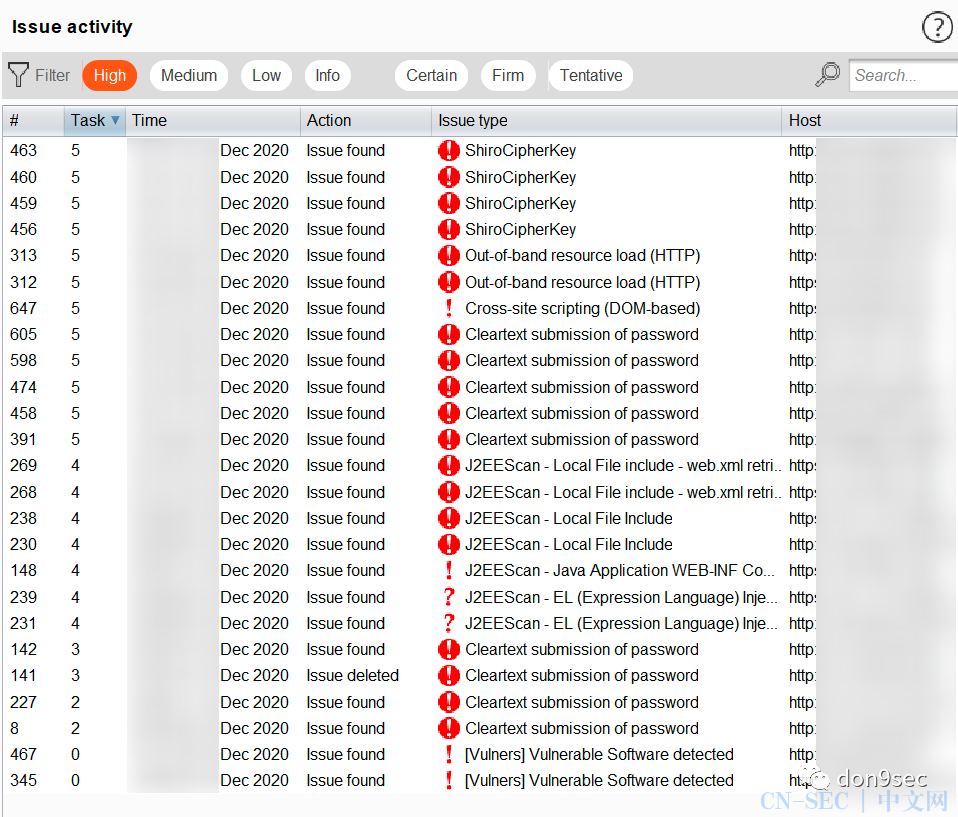 Issue activity
?
Filter High Medium Low Info Certain Firm Tentative Search...
# Task Time Action Issue type Host
463 5 Dec 2020 Issue found ShiroCipherKey http:
460 5 Dec 2020 Issue found ShiroCipherKey http:
459 5 Dec 2020 Issue found ShiroCipherKey http:
456 5 Dec 2020 Issue found ShiroCipherKey http:
313 5 Dec 2020 Issue found Out-of-band resource load (HTTP) https
312 5 Dec 2020 Issue found Out-of-band resource load (HTTP) https
647 5 Dec 2020 Issue found Cross-site scripting (DOM-based) https
605 5 Dec 2020 Issue found Cleartext submission of password http:
598 5 Dec 2020 Issue found Cleartext submission of password http:
474 5 Dec 2020 Issue found Cleartext submission of password http:
458 5 Dec 2020 Issue found Cleartext submission of password http:
391 5 Dec 2020 Issue found Cleartext submission of password http:
269 4 Dec 2020 Issue found J2EEScan - Local File include - web.xml retri... https
268 4 Dec 2020 Issue found J2EEScan - Local File include - web.xml retri... https
238 4 Dec 2020 Issue found J2EEScan - Local File Include https
230 4 Dec 2020 Issue found J2EEScan - Local File Include http:
148 4 Dec 2020 Issue found J2EEScan - Java Application WEB-INF Co... https
239 4 Dec 2020 Issue found J2EEScan - EL (Expression Language) Inje... https
231 4 Dec 2020 Issue found J2EEScan - EL (Expression Language) Inje... http:
142 3 Dec 2020 Issue found Cleartext submission of password http:
141 3 Dec 2020 Issue deleted Cleartext submission of password http:
227 2 Dec 2020 Issue found Cleartext submission of password http:
8 2 Dec 2020 Issue found Cleartext submission of password http:
467 0 Dec 2020 Issue found [Vulners] Vulnerable Software detected http:
345 0 Dec 2020 Issue found [Vulners] Vulnerable Software detected
don9sec
CN-SEC | 中文网